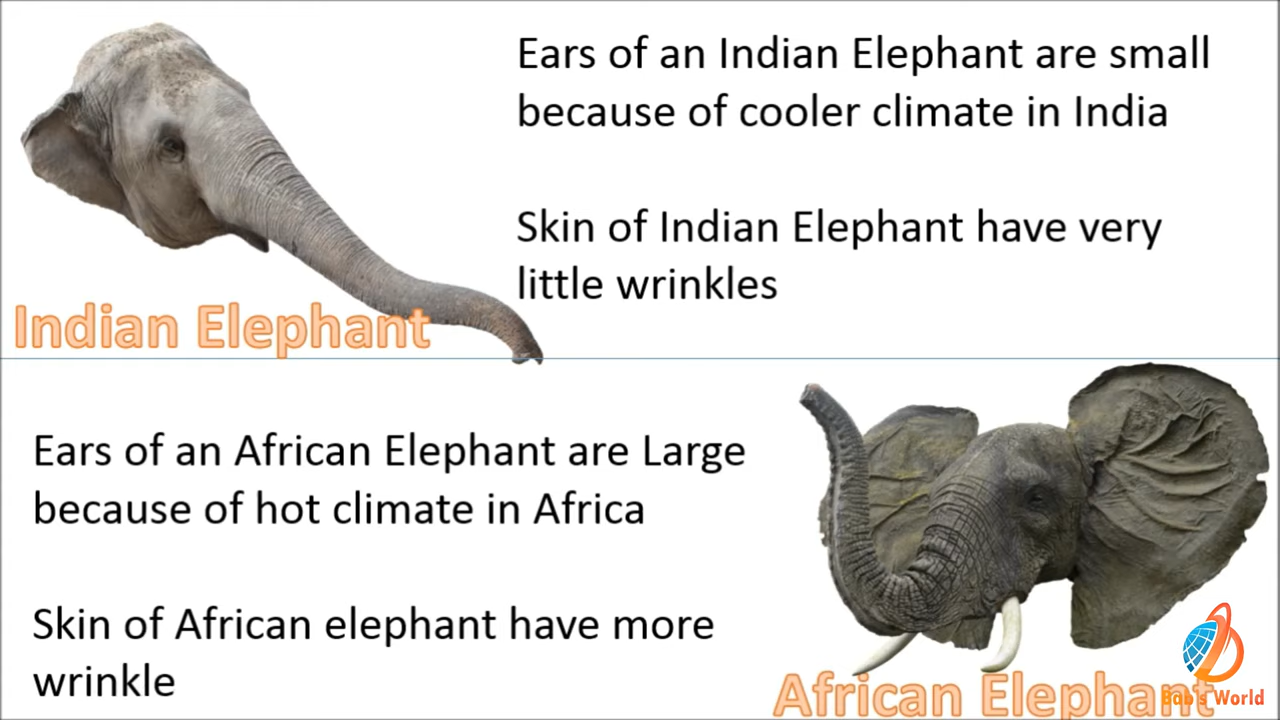 Ears of an Indian Elephant are small
because of cooler climate in India
Skin of Indian Elephant have very
little wrinkles
Indian Elephant
Ears of an African Elephant are Large
because of hot climate in Africa
Skin of African elephant have more
wrinkle
African Elephant
Bob's World